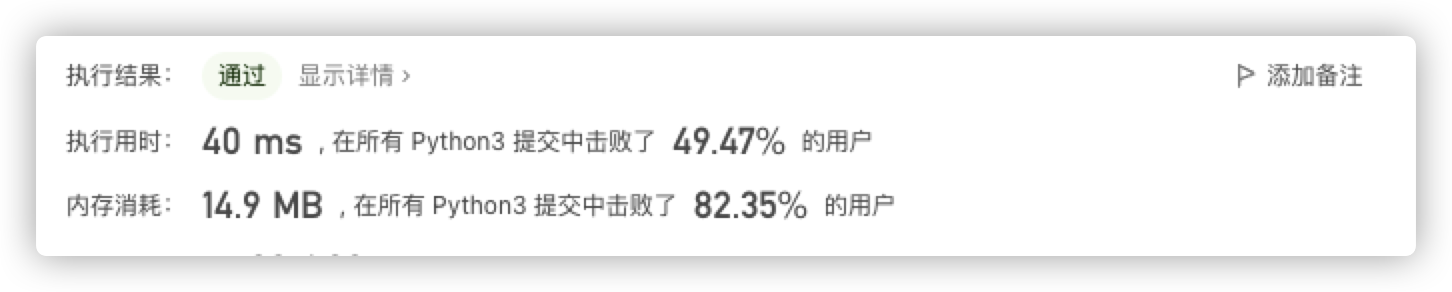 执行结果： 通过 显示详情 › 添加备注
执行用时： 40 ms , 在所有 Python3 提交中击败了 49.47% 的用户
内存消耗： 14.9 MB , 在所有 Python3 提交中击败了 82.35% 的用户